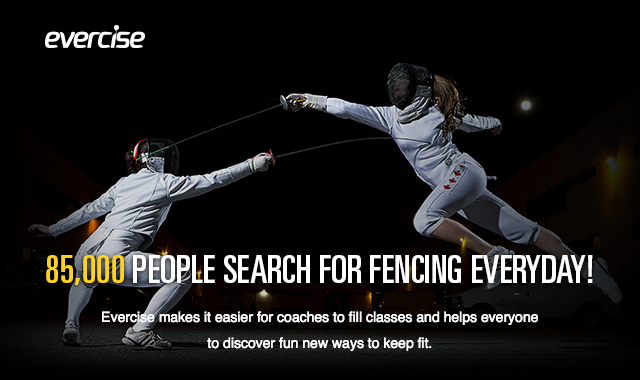 evercise
85,000 PEOPLE SEARCH FOR FENCING EVERYDAY!
Evercise makes it easier for coaches to fill classes and helps everyone
to discover fun new ways to keep fit.